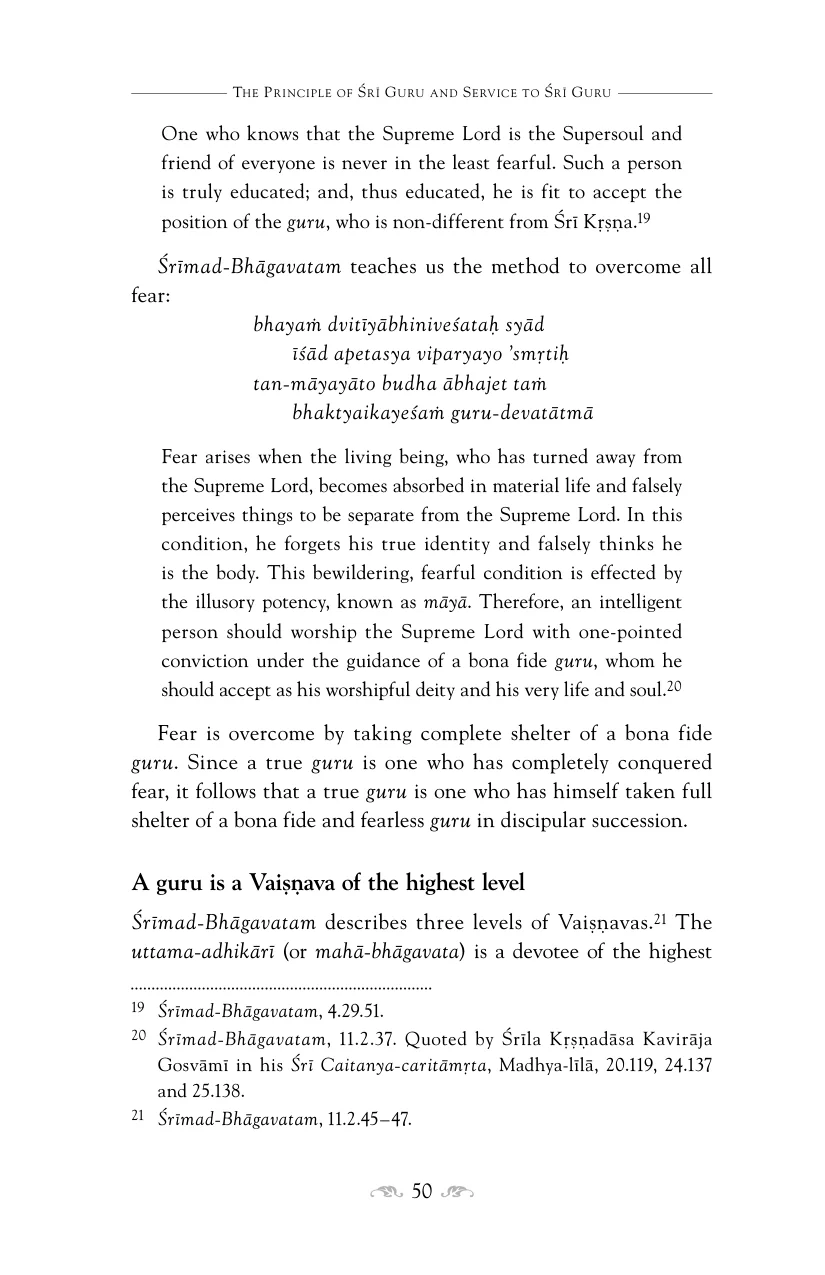 The Principle of Śrī Guru and Service to Śrī Guru
One who knows that the Supreme Lord is the Supersoul and
friend of everyone is never in the least fearful. Such a person
is truly educated; and, thus educated, he is fit to accept the
position of the guru, who is non-different from Śrī Kṛṣṇa.19
Śrīmad-Bhāgavatam teaches us the method to overcome all
fear:
bhayaṁ dvitīyābhiniveśataḥ syād
īśād apetasya viparyayo ’smṛtiḥ
tan-māyayāto budha ābhajet taṁ
bhaktyaikayeśaṁ guru-devatātmā
Fear arises when the living being, who has turned away from
the Supreme Lord, becomes absorbed in material life and falsely
perceives things to be separate from the Supreme Lord. In this
condition, he forgets his true identity and falsely thinks he
is the body. This bewildering, fearful condition is effected by
the illusory potency, known as māyā. Therefore, an intelligent
person should worship the Supreme Lord with one-pointed
conviction under the guidance of a bona fide guru, whom he
should accept as his worshipful deity and his very life and soul.20
Fear is overcome by taking complete shelter of a bona fide
guru. Since a true guru is one who has completely conquered
fear, it follows that a true guru is one who has himself taken full
shelter of a bona fide and fearless guru in discipular succession.
A guru is a Vaiṣṇava of the highest level
Śrīmad-Bhāgavatam describes three levels of Vaiṣṇavas.21 The
uttama-adhikārī (or mahā-bhāgavata) is a devotee of the highest
19 Śrīmad-Bhāgavatam, 4.29.51.
20 Śrīmad-Bhāgavatam, 11.2.37. Quoted by Śrīla Kṛṣṇadāsa Kavirāja
Gosvāmī in his Śrī Caitanya-caritāmṛta, Madhya-līlā, 20.119, 24.137
and 25.138.
21 Śrīmad-Bhāgavatam, 11.2.45–47.
50